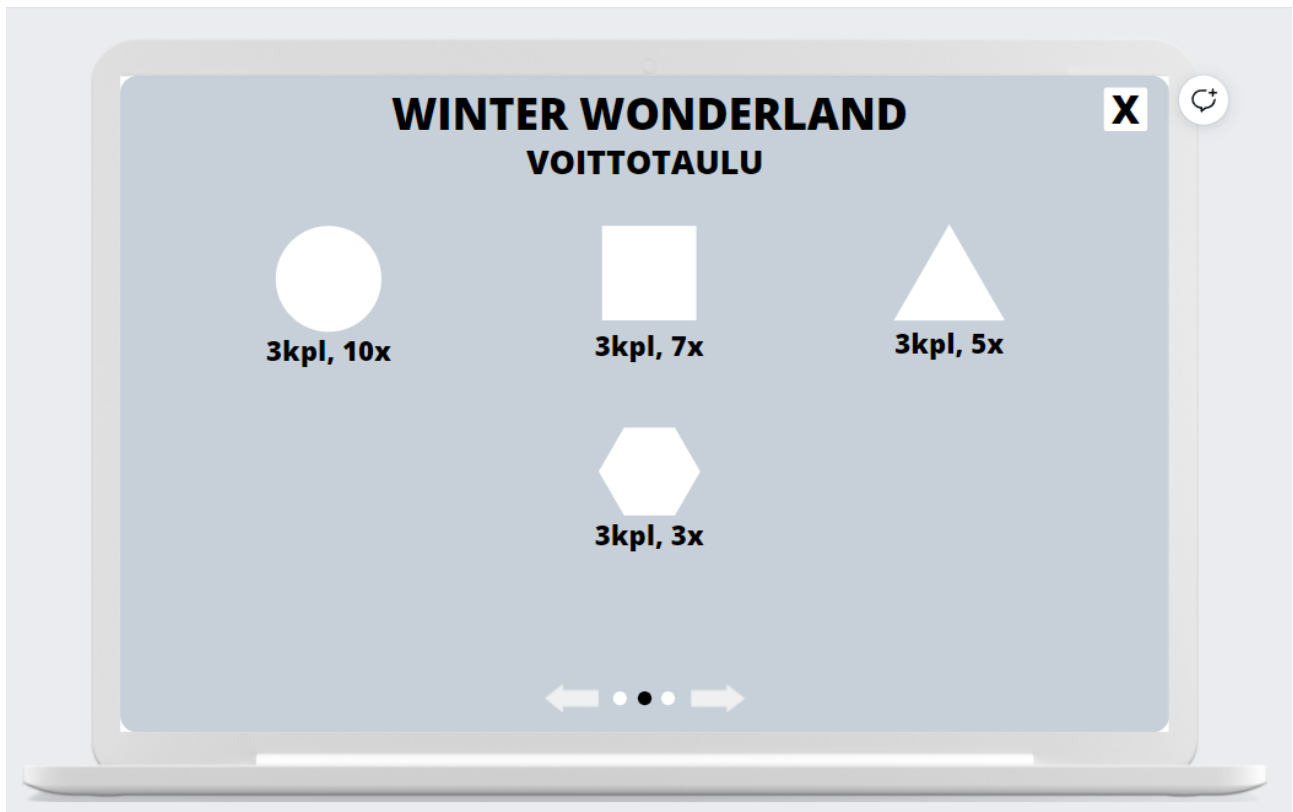 WINTER WONDERLAND
X
VOITTOTAULU
3kpl, 10x
3kpl, 7x
3kpl, 5x
3kpl, 3x